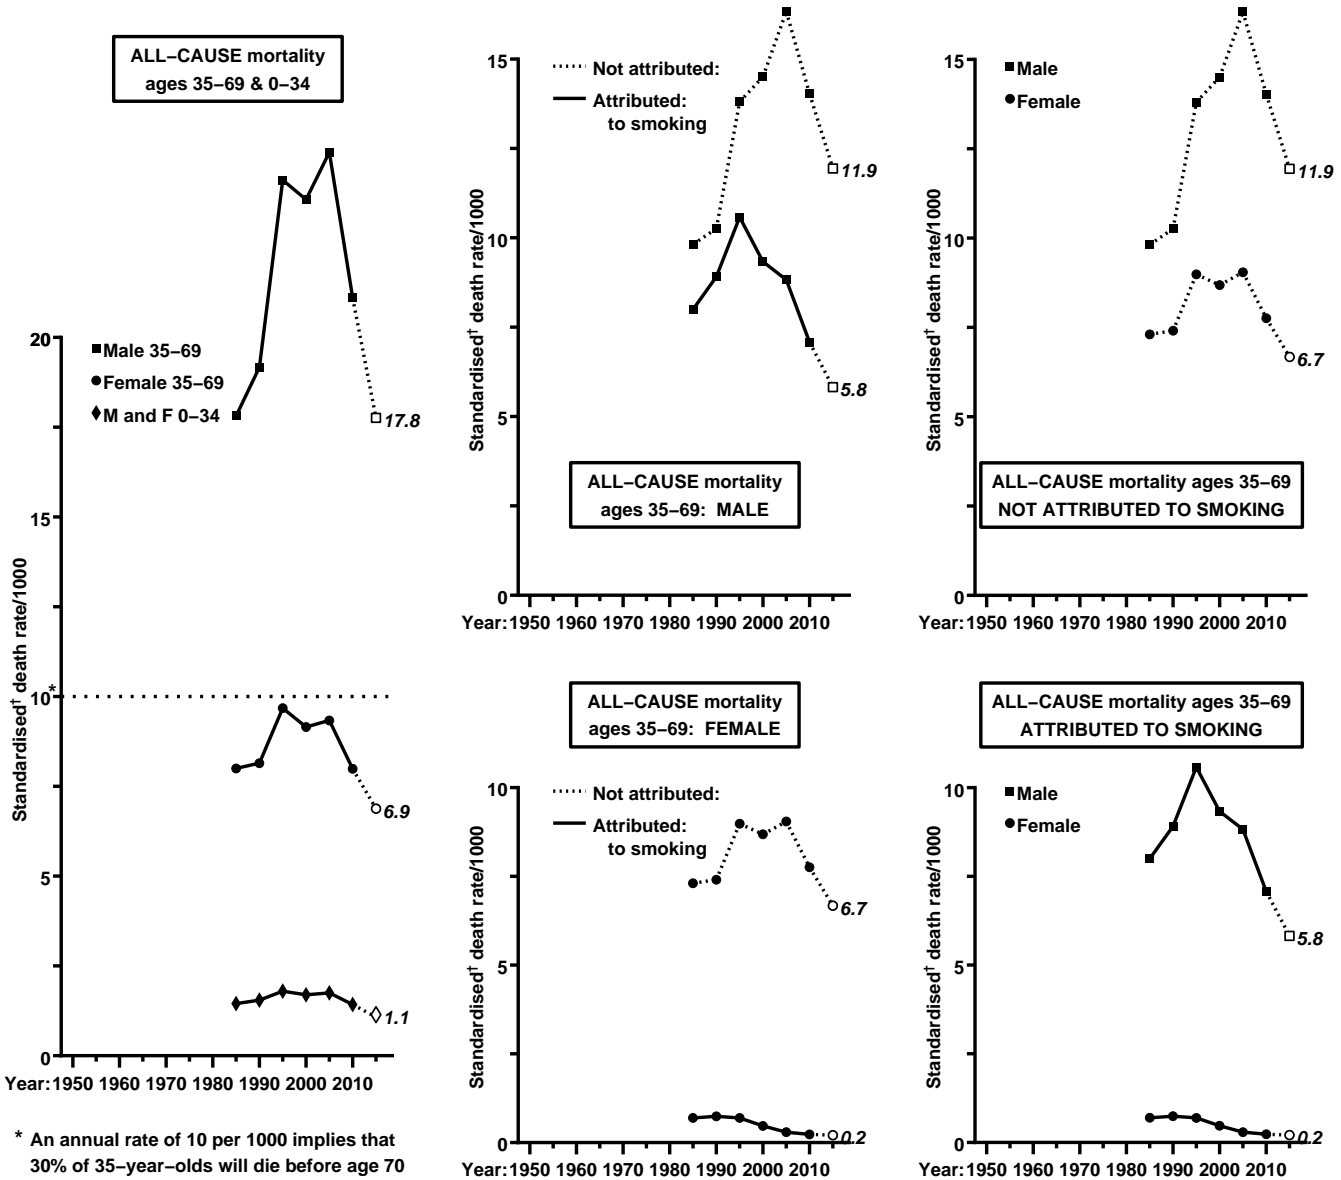 ALL–CAUSE mortality
ages 35–69 & 0–34
20
15
10
*
5
0
Standardised† death rate/1000
Male 35–69
Female 35–69
M and F 0–34
17.8
6.9
1.1
Year: 1950 1960 1970 1980 1990 2000 2010
* An annual rate of 10 per 1000 implies that
30% of 35–year–olds will die before age 70
15
10
5
0
Standardised† death rate/1000
Not attributed:
Attributed:
to smoking
11.9
5.8
ALL–CAUSE mortality
ages 35–69: MALE
Year: 1950 1960 1970 1980 1990 2000 2010
15
10
5
0
Standardised† death rate/1000
Male
Female
11.9
6.7
ALL–CAUSE mortality ages 35–69
NOT ATTRIBUTED TO SMOKING
Year: 1950 1960 1970 1980 1990 2000 2010
ALL–CAUSE mortality
ages 35–69: FEMALE
10
5
0
Standardised† death rate/1000
Not attributed:
Attributed:
to smoking
6.7
0.2
Year: 1950 1960 1970 1980 1990 2000 2010
ALL–CAUSE mortality ages 35–69
ATTRIBUTED TO SMOKING
10
5
0
Standardised† death rate/1000
Male
Female
5.8
0.2
Year: 1950 1960 1970 1980 1990 2000 2010